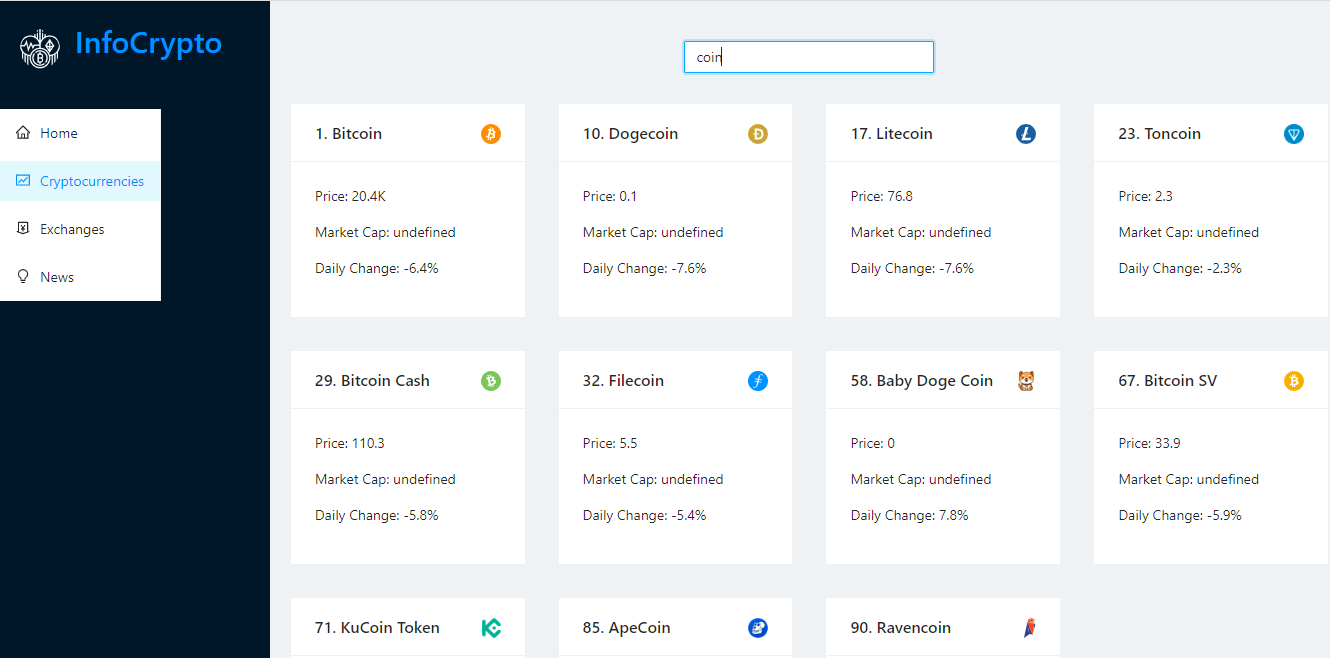 InfoCrypto
coin
Home
Cryptocurrencies
Exchanges
News
1. Bitcoin
Price: 20.4K
Market Cap: undefined
Daily Change: -6.4%
10. Dogecoin
Price: 0.1
Market Cap: undefined
Daily Change: -7.6%
17. Litecoin
Price: 76.8
Market Cap: undefined
Daily Change: -7.6%
23. Toncoin
Price: 2.3
Market Cap: undefined
Daily Change: -2.3%
29. Bitcoin Cash
Price: 110.3
Market Cap: undefined
Daily Change: -5.8%
32. Filecoin
Price: 5.5
Market Cap: undefined
Daily Change: -5.4%
58. Baby Doge Coin
Price: 0
Market Cap: undefined
Daily Change: 7.8%
67. Bitcoin SV
Price: 33.9
Market Cap: undefined
Daily Change: -5.9%
71. KuCoin Token
85. ApeCoin
90. Ravencoin